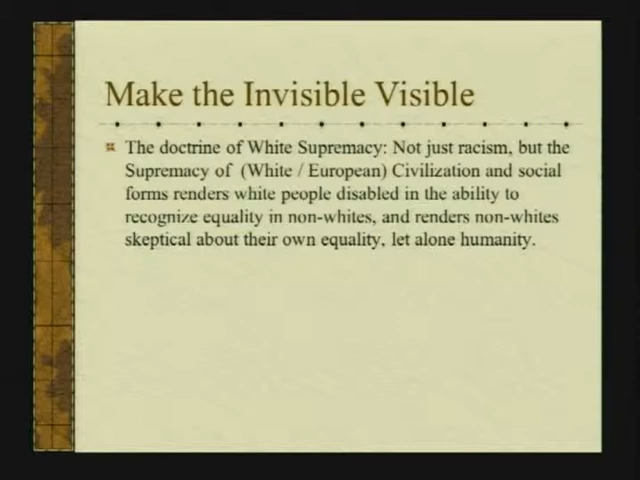 Make the Invisible Visible
The doctrine of White Supremacy: Not just racism, but the
Supremacy of (White / European) Civilization and social
forms renders white people disabled in the ability to
recognize equality in non-whites, and renders non-whites
skeptical about their own equality, let alone humanity.